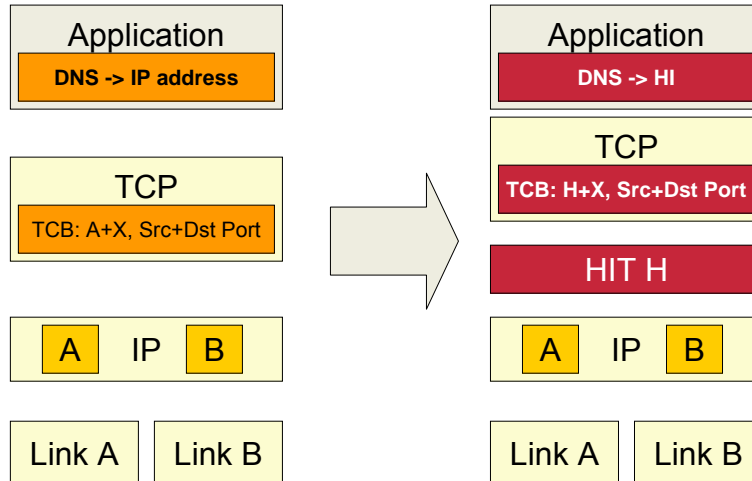 Application
DNS -> IP address
TCP
TCB: A+X, Src+Dst Port
A IP B
Link A Link B
Application
DNS -> HI
TCP
TCB: H+X, Src+Dst Port
HIT H
A IP B
Link A Link B